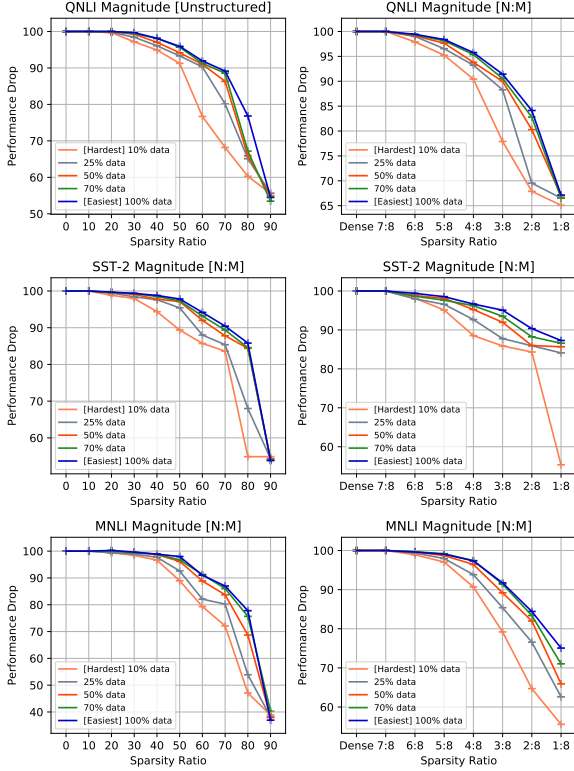 QNLI Magnitude [Unstructured]
100
90
80
70
60
50
Performance Drop
[Hardest] 10% data
25% data
50% data
70% data
[Easiest] 100% data
0 10 20 30 40 50 60 70 80 90
Sparsity Ratio
QNLI Magnitude [N:M]
100
95
90
85
80
75
70
65
Performance Drop
[Hardest] 10% data
25% data
50% data
70% data
[Easiest] 100% data
Dense 7:8 6:8 5:8 4:8 3:8 2:8 1:8
Sparsity Ratio
SST-2 Magnitude [N:M]
100
90
80
70
60
Performance Drop
[Hardest] 10% data
25% data
50% data
70% data
[Easiest] 100% data
0 10 20 30 40 50 60 70 80 90
Sparsity Ratio
SST-2 Magnitude [N:M]
100
90
80
70
60
Performance Drop
[Hardest] 10% data
25% data
50% data
70% data
[Easiest] 100% data
Dense 7:8 6:8 5:8 4:8 3:8 2:8 1:8
Sparsity Ratio
MNLI Magnitude [N:M]
100
90
80
70
60
50
40
Performance Drop
[Hardest] 10% data
25% data
50% data
70% data
[Easiest] 100% data
0 10 20 30 40 50 60 70 80 90
Sparsity Ratio
MNLI Magnitude [N:M]
100
90
80
70
60
Performance Drop
[Hardest] 10% data
25% data
50% data
70% data
[Easiest] 100% data
Dense 7:8 6:8 5:8 4:8 3:8 2:8 1:8
Sparsity Ratio